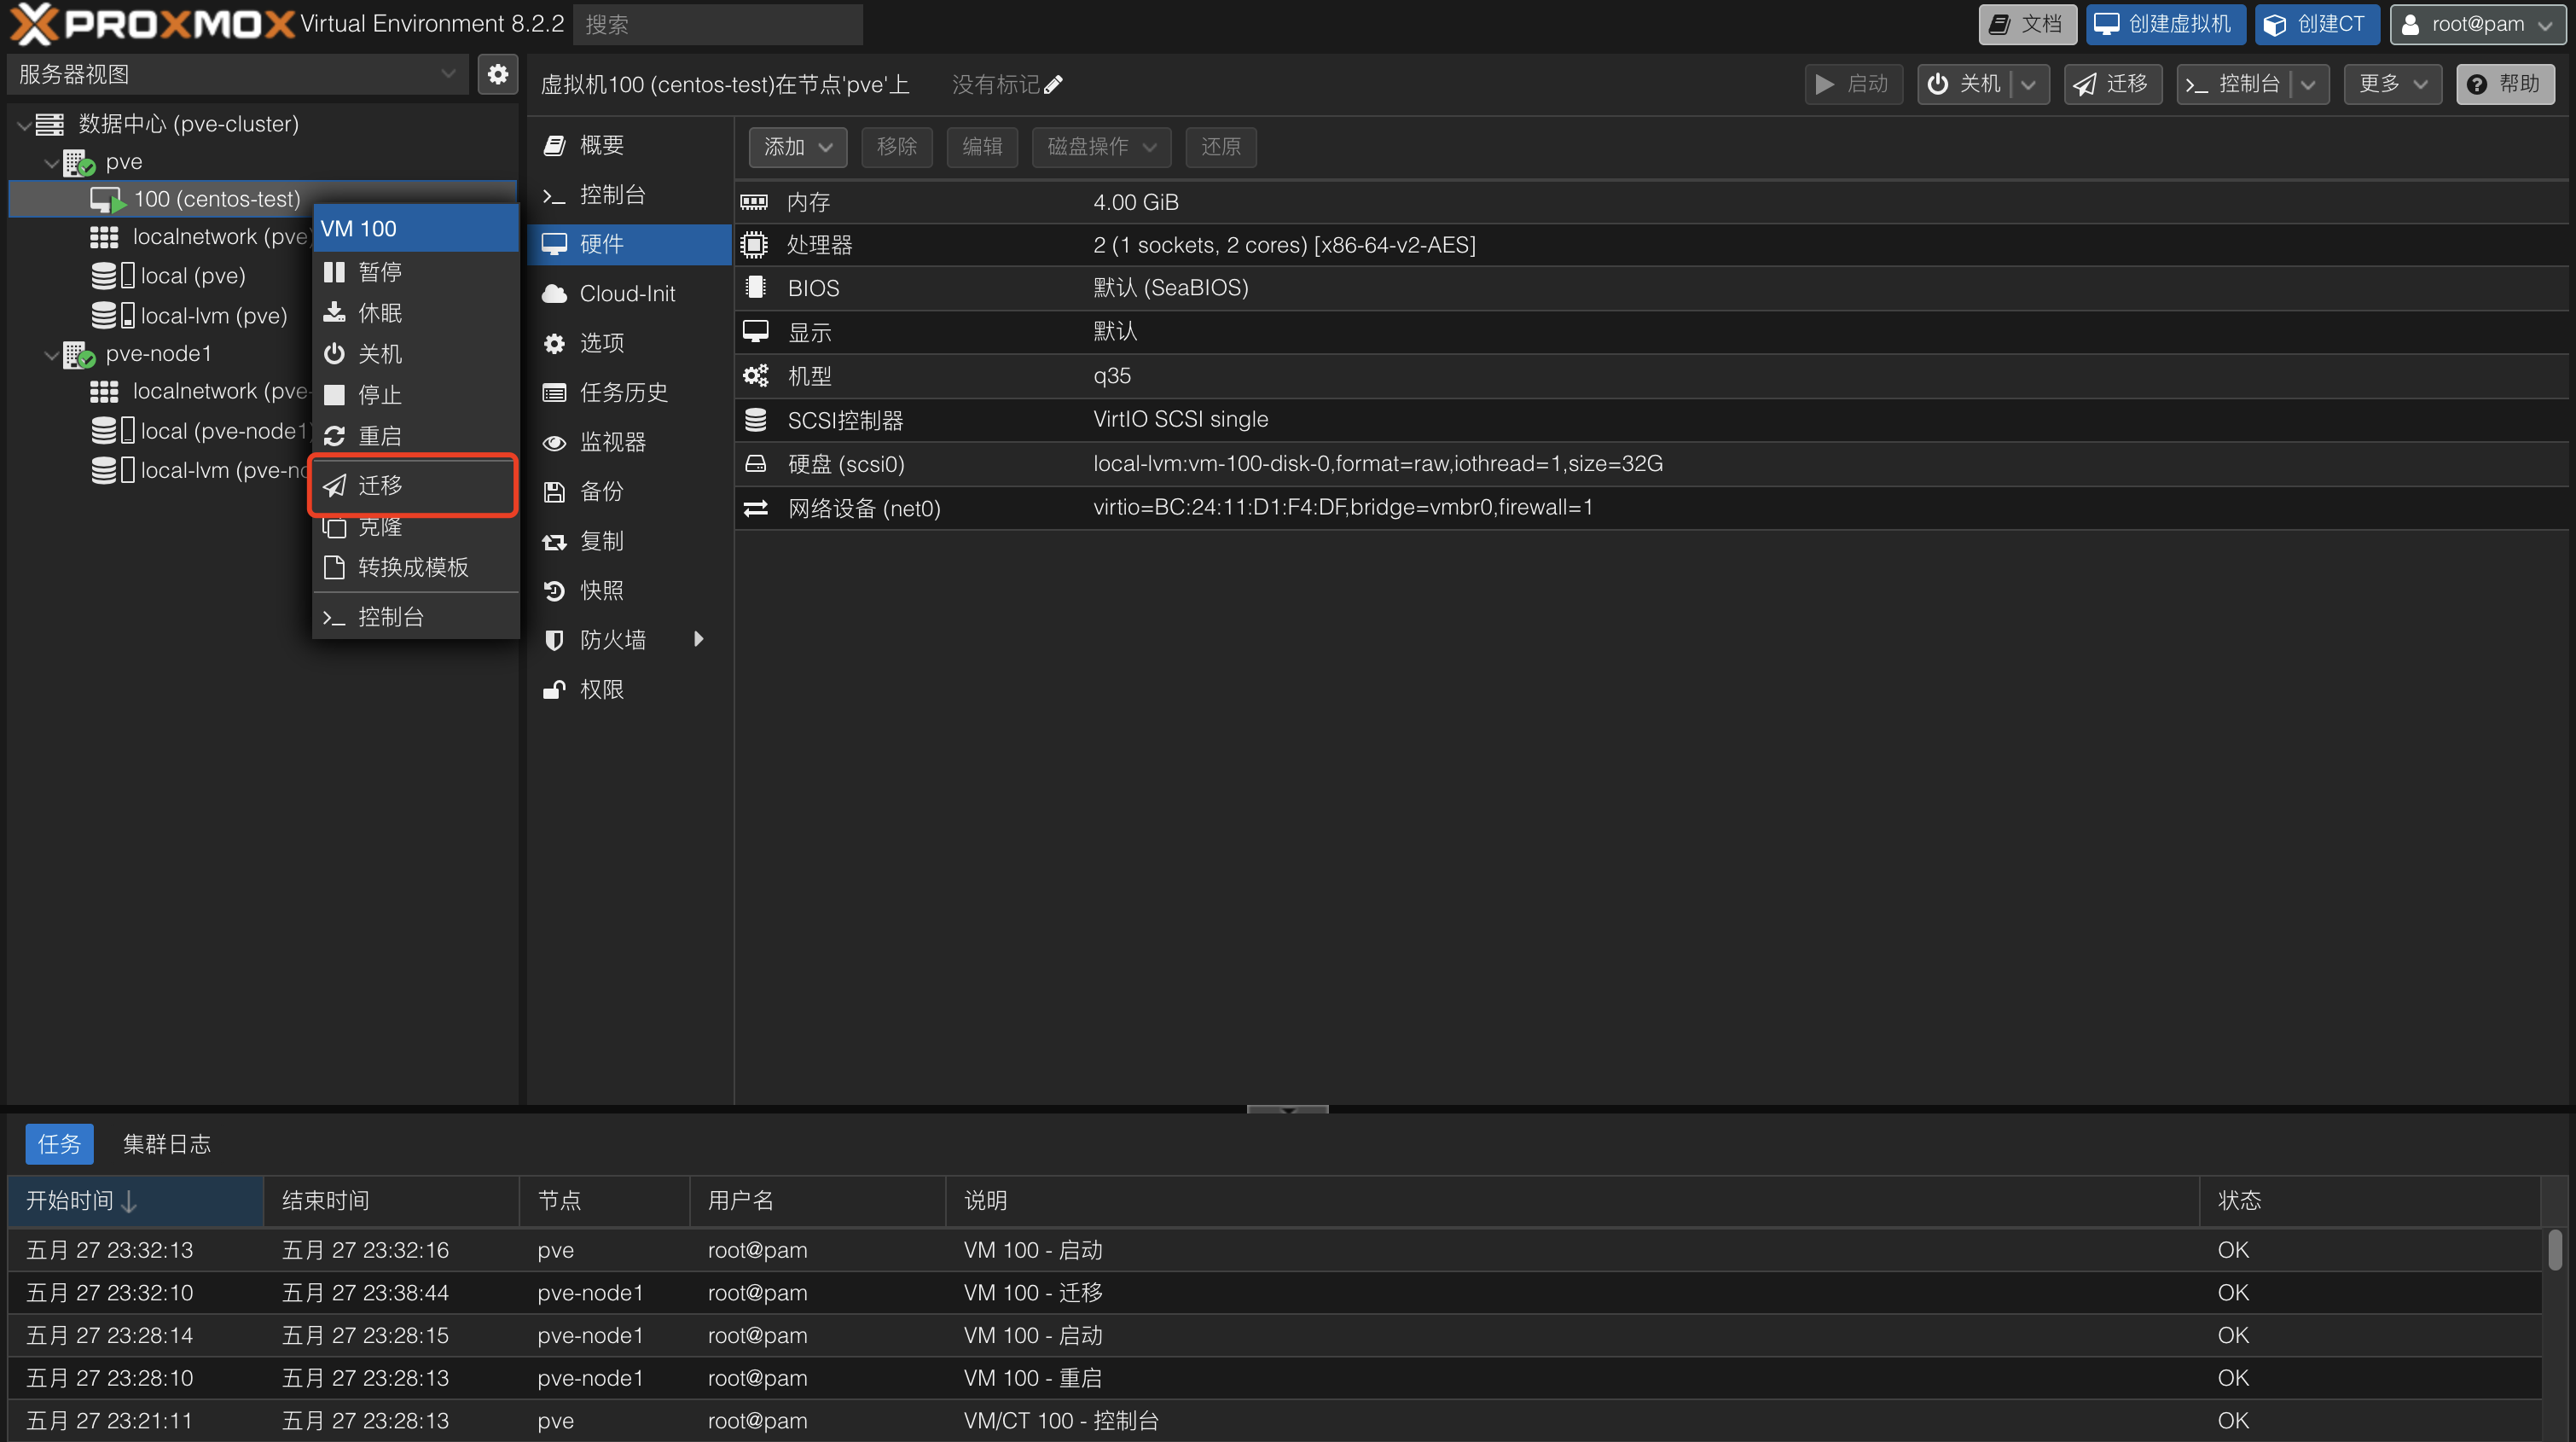 PROXMOX Virtual Environment 8.2.2 搜索 文档 创建虚拟机 创建CT root@pam
服务器视图
数据中心 (pve-cluster)
pve
100 (centos-test)
localnetwork (pve)
local (pve)
local-lvm (pve)
pve-node1
localnetwork (pve-
local (pve-node1)
local-lvm (pve-no
VM 100
暂停
休眠
关机
停止
重启
迁移
克隆
转换成模板
控制台
虚拟机100 (centos-test)在节点'pve'上 没有标记 启动 关机 迁移 控制台 更多 帮助
概要
控制台
硬件
Cloud-Init
选项
任务历史
监视器
备份
复制
快照
防火墙
权限
添加 移除 编辑 磁盘操作 还原
内存 4.00 GiB
处理器 2 (1 sockets, 2 cores) [x86-64-v2-AES]
BIOS 默认 (SeaBIOS)
显示 默认
机型 q35
SCSI控制器 VirtIO SCSI single
硬盘 (scsi0) local-lvm:vm-100-disk-0,format=raw,iothread=1,size=32G
网络设备 (net0) virtio=BC:24:11:D1:F4:DF,bridge=vmbr0,firewall=1
任务 集群日志
开始时间 结束时间 节点 用户名 说明 状态
五月 27 23:32:13 五月 27 23:32:16 pve root@pam VM 100 - 启动 OK
五月 27 23:32:10 五月 27 23:38:44 pve-node1 root@pam VM 100 - 迁移 OK
五月 27 23:28:14 五月 27 23:28:15 pve-node1 root@pam VM 100 - 启动 OK
五月 27 23:28:10 五月 27 23:28:13 pve-node1 root@pam VM 100 - 重启 OK
五月 27 23:21:11 五月 27 23:28:13 pve root@pam VM/CT 100 - 控制台 OK